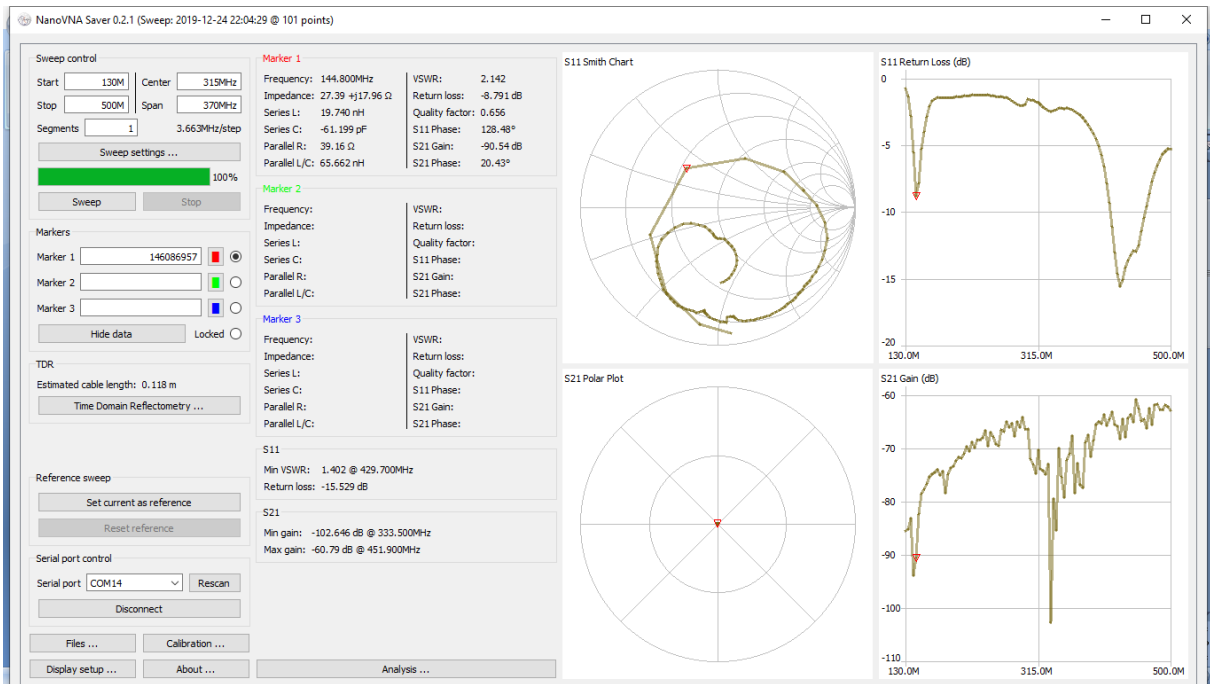 NanoVNA Saver 0.2.1 (Sweep: 2019-12-24 22:04:29 @ 101 points)
Sweep control
Start 130M Center 315MHz
Stop 500M Span 370MHz
Segments 1 3.663MHz/step
Sweep settings ...
100%
Sweep Stop
Markers
Marker 1 146086957
Marker 2
Marker 3
Hide data Locked
TDR
Estimated cable length: 0.118 m
Time Domain Reflectometry ...
Reference sweep
Set current as reference
Reset reference
Serial port control
Serial port COM14 Rescan
Disconnect
Files ... Calibration ...
Display setup ... About ...
Marker 1
Frequency: 144.800MHz VSWR: 2.142
Impedance: 27.39 +j17.96 Ω Return loss: -8.791 dB
Series L: 19.740 nH Quality factor: 0.656
Series C: -61.199 pF S11 Phase: 128.48°
Parallel R: 39.16 Ω S21 Gain: -90.54 dB
Parallel L/C: 65.662 nH S21 Phase: 20.43°
Marker 2
Frequency: VSWR:
Impedance: Return loss:
Series L: Quality factor:
Series C: S11 Phase:
Parallel R: S21 Gain:
Parallel L/C: S21 Phase:
Marker 3
Frequency: VSWR:
Impedance: Return loss:
Series L: Quality factor:
Series C: S11 Phase:
Parallel R: S21 Gain:
Parallel L/C: S21 Phase:
S11
Min VSWR: 1.402 @ 429.700MHz
Return loss: -15.529 dB
S21
Min gain: -102.646 dB @ 333.500MHz
Max gain: -60.79 dB @ 451.900MHz
Analysis ...
S11 Smith Chart
S11 Return Loss (dB)
0
-5
-10
-15
-20
130.0M 315.0M 500.0M
S21 Polar Plot
S21 Gain (dB)
-60
-70
-80
-90
-100
-110
130.0M 315.0M 500.0M